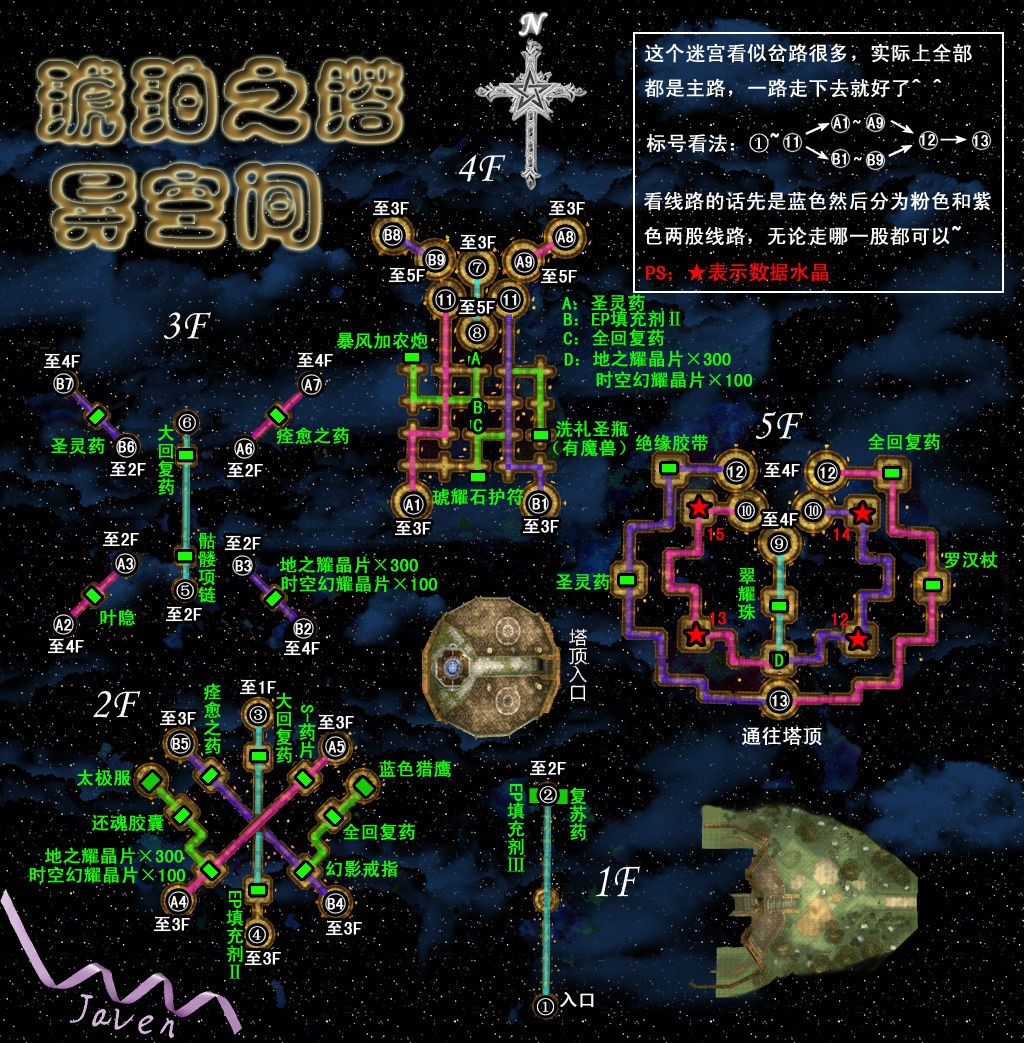 琥珀之塔
异空间
N
这个迷宫看似岔路很多，实际上全部
都是主路，一路走下去就好了^ ^
标号看法：①~⑪ A1~A9 ⑫→⑬
B1~B9
看线路的话先是蓝色然后分为粉色和紫
色两股线路，无论走哪一股都可以~
PS：★表示数据水晶
4F
至3F
B8
B9
至5F
至3F
⑦
至5F
⑧
至3F
A8
A9
至5F
11
11
A：圣灵药
B：EP填充剂Ⅱ
C：全回复药
D：地之耀晶片×300
时空幻耀晶片×100
暴风加农炮
A
B
C
洗礼圣瓶
（有魔兽）
琥耀石护符
A1
至3F
B1
至3F
3F
至4F
B7
圣灵药
B6
至2F
⑥
大回复药
骷髅项链
⑤
至2F
至4F
A7
痊愈之药
A6
至2F
至2F
A3
叶隐
A2
至4F
至2F
B3
地之耀晶片×300
时空幻耀晶片×100
B2
至4F
5F
绝缘胶带
12
至4F
12
全回复药
⑩
至4F
⑩
⑨
15
14
圣灵药
翠耀珠
罗汉杖
13
12
D
13
通往塔顶
塔顶入口
2F
至3F
B5
痊愈之药
至1F
③
大回复药
S-药片
至3F
A5
太极服
蓝色猎鹰
还魂胶囊
全回复药
地之耀晶片×300
时空幻耀晶片×100
幻影戒指
A4
至3F
EP填充剂Ⅱ
④
至3F
B4
至3F
1F
至2F
②
EP填充剂Ⅲ
复苏药
①
入口
Javen